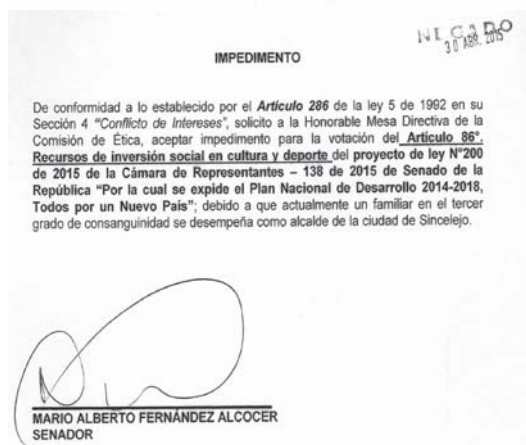 NEGADO
30 ABR. 2015
IMPEDIMENTO
De conformidad a lo establecido por el Artículo 286 de la ley 5 de 1992 en su
Sección 4 "Conflicto de Intereses", solicito a la Honorable Mesa Directiva de la
Comisión de Ética, aceptar impedimento para la votación del Artículo 86°.
Recursos de inversión social en cultura y deporte del proyecto de ley N°200
de 2015 de la Cámara de Representantes – 138 de 2015 de Senado de la
República "Por la cual se expide el Plan Nacional de Desarrollo 2014-2018,
Todos por un Nuevo País"; debido a que actualmente un familiar en el tercer
grado de consanguinidad se desempeña como alcalde de la ciudad de Sincelejo.
MARIO ALBERTO FERNÁNDEZ ALCOCER
SENADOR